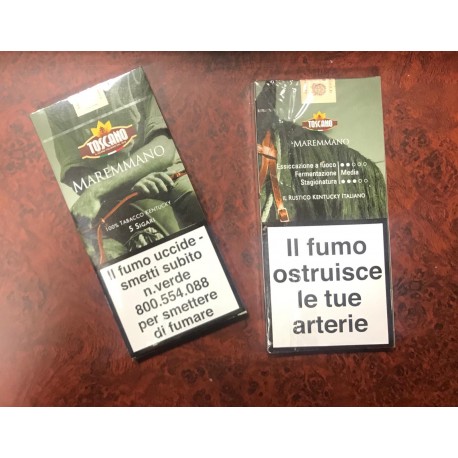 TOSCANO
MAREMMANO
100% TABACCO KENTUCKY
5 SIGARI
Il fumo uccide -
smetti subito
n.verde
800.554.088
per smettere
di fumare
TOSCANO
MAREMMANO
Essiccazione a fuoco
Fermentazione Media
Stagionatura
IL RUSTICO KENTUCKY ITALIANO
Il fumo
ostruisce
le tue
arterie